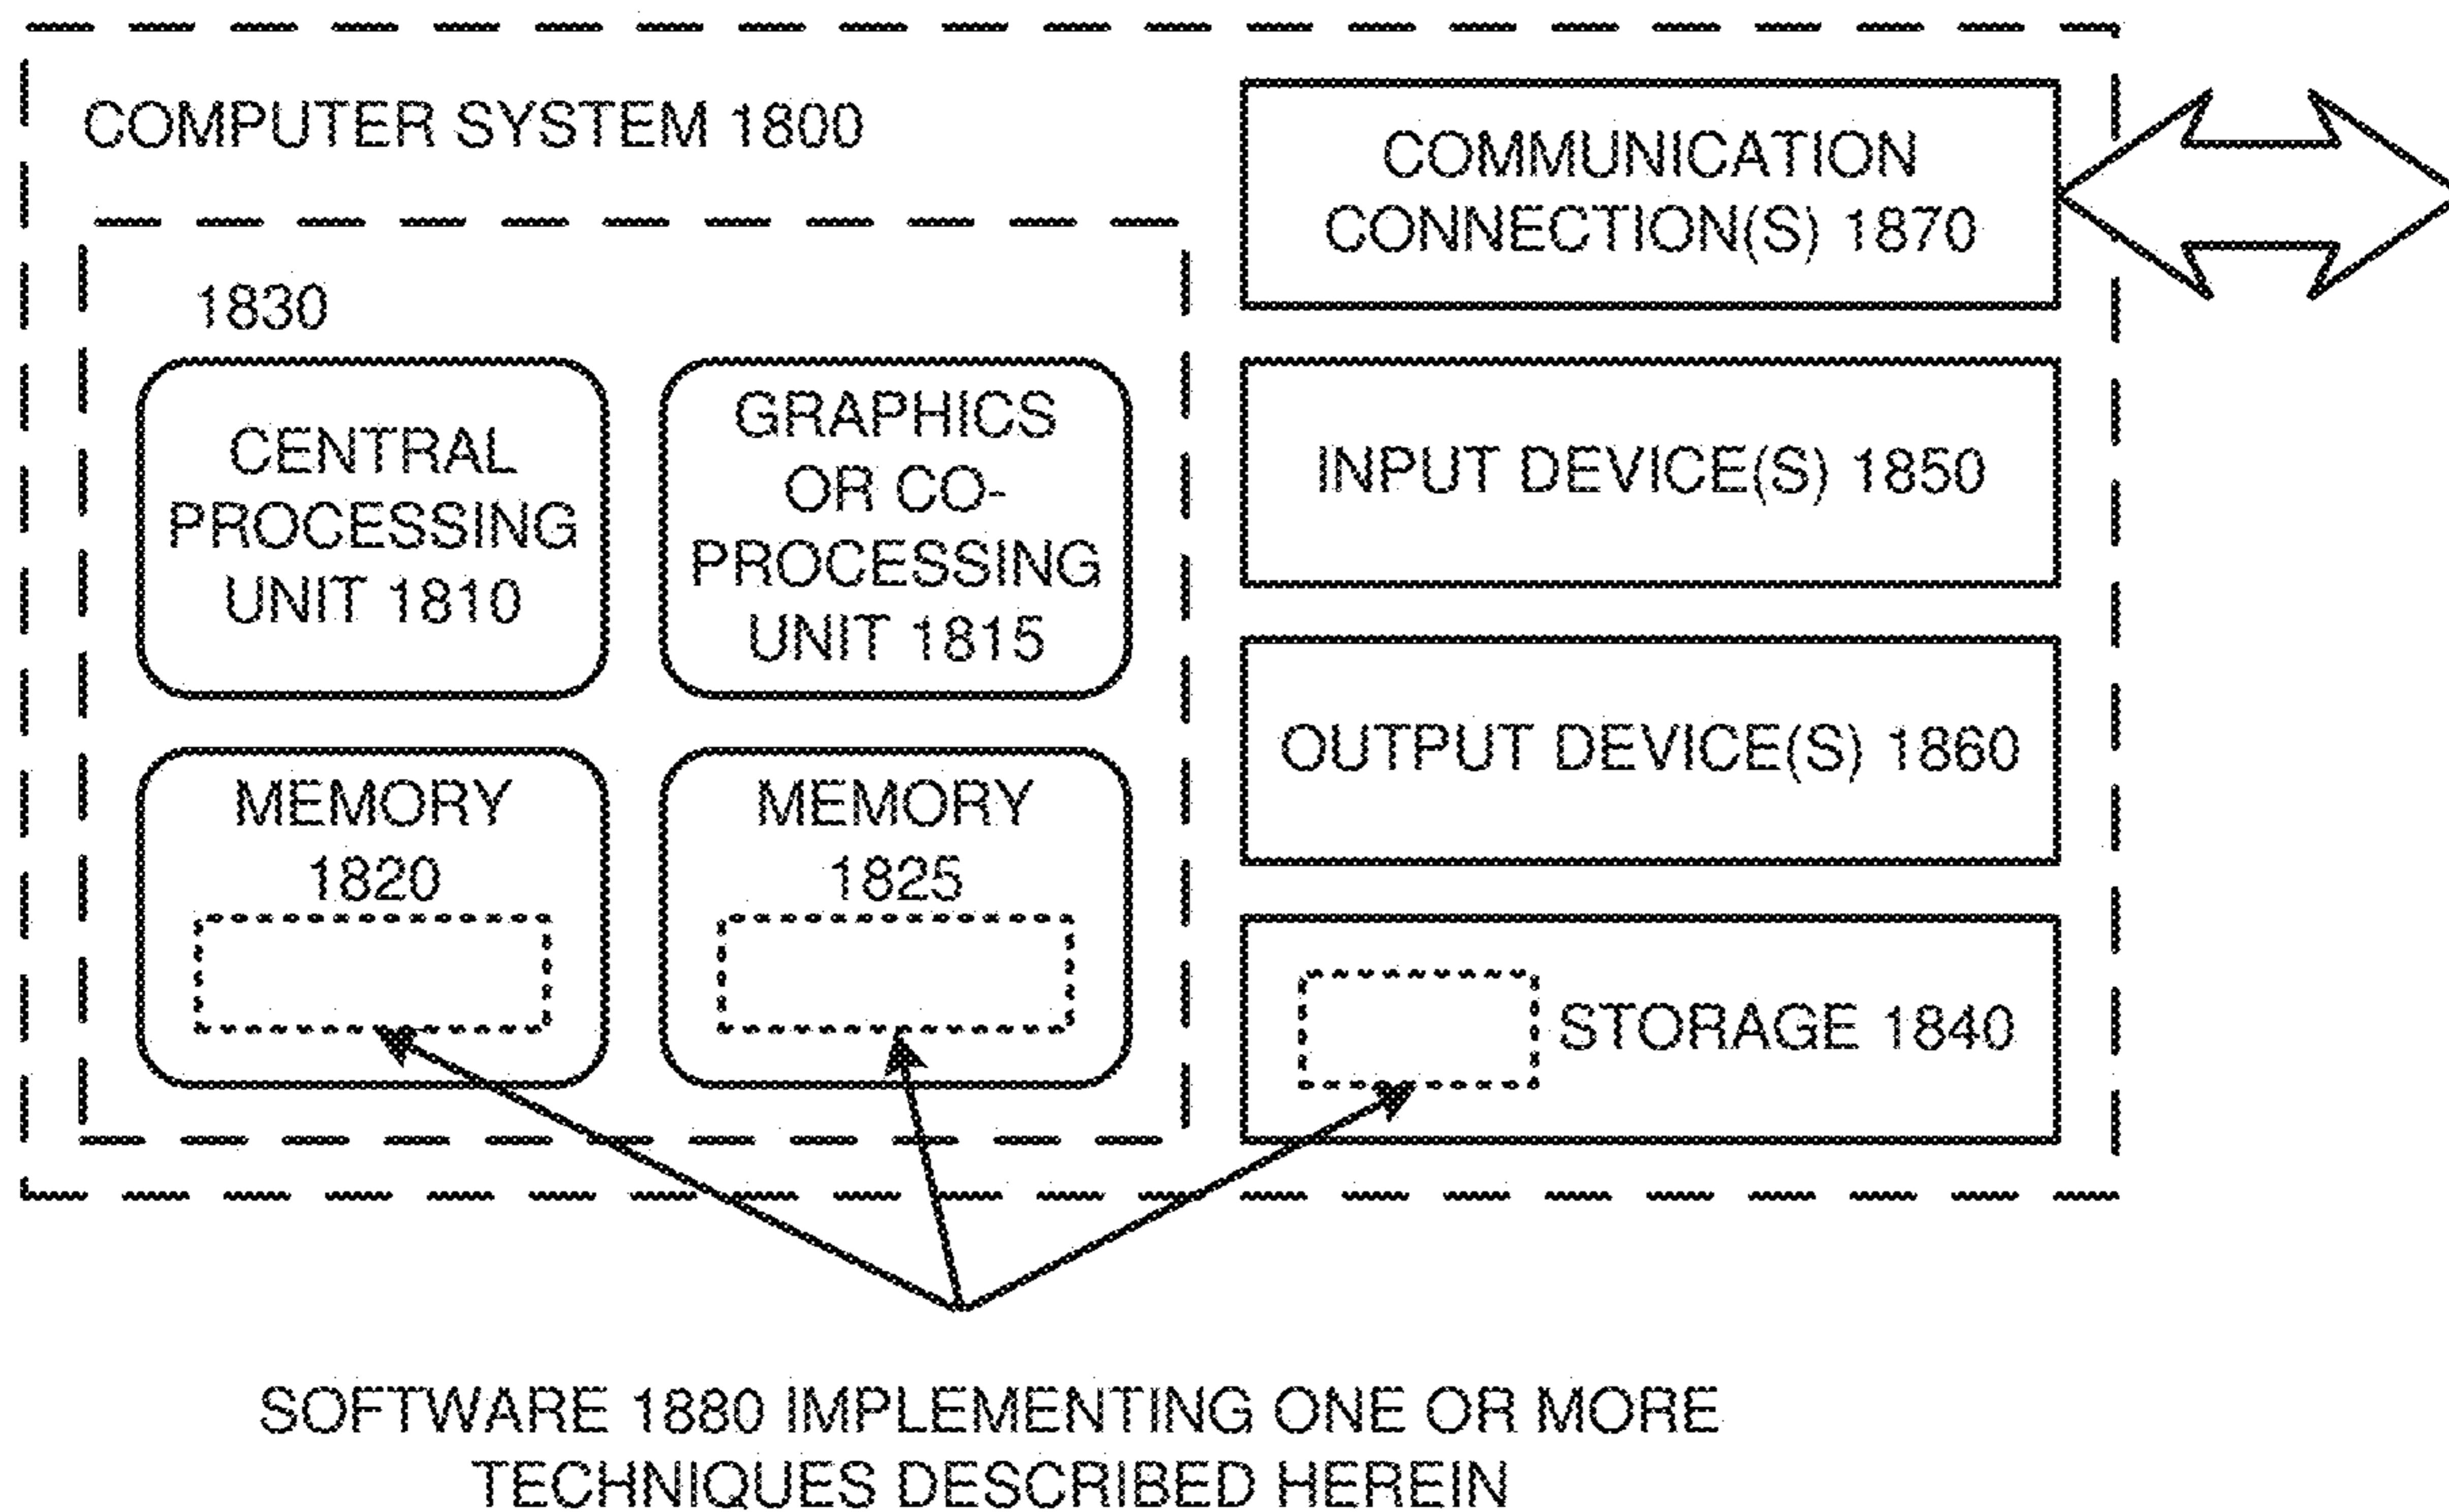 COMPUTER SYSTEM 1800
1830
CENTRAL
PROCESSING
UNIT 1810
GRAPHICS
OR CO-
PROCESSING
UNIT 1815
MEMORY
1820
MEMORY
1825
COMMUNICATION
CONNECTION(S) 1870
INPUT DEVICE(S) 1850
OUTPUT DEVICE(S) 1860
STORAGE 1840
SOFTWARE 1880 IMPLEMENTING ONE OR MORE
TECHNIQUES DESCRIBED HEREIN